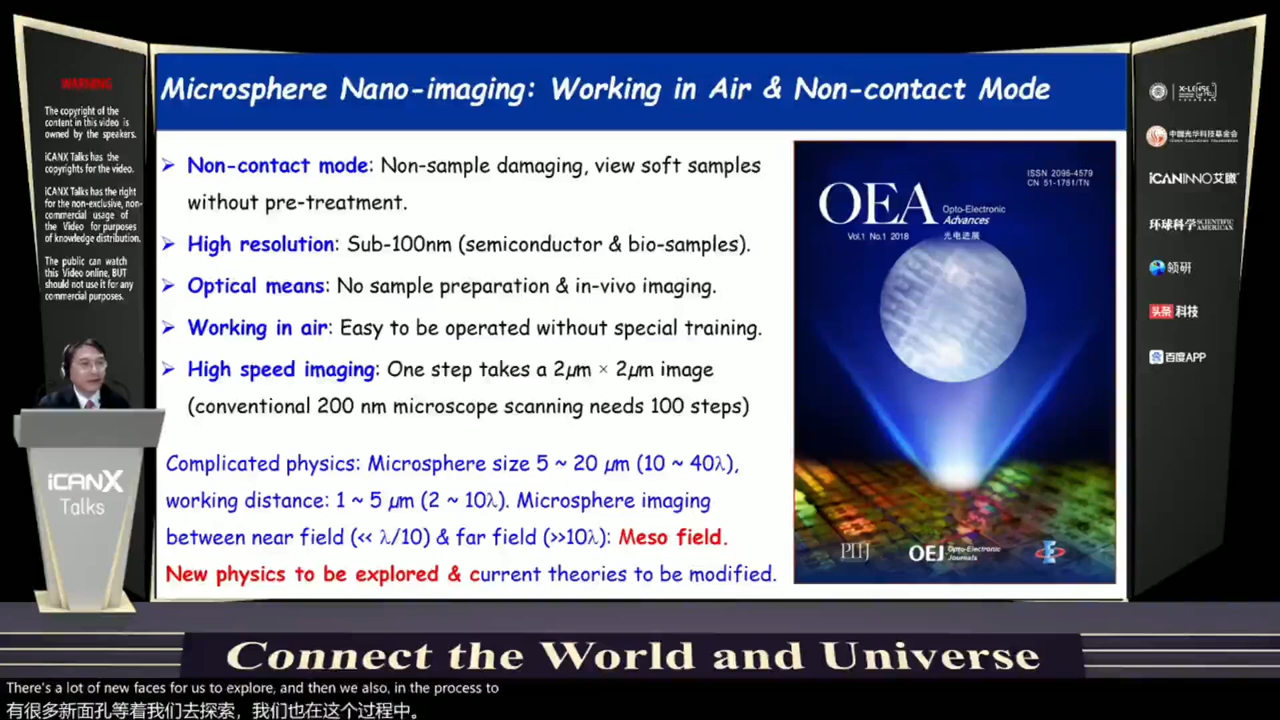 WARNING
The copyright of the
content in this video is
owned by the speakers.
iCANX Talks has the
copyrights for the video.
iCANX Talks has the right
for the non-exclusive, non-
commercial usage of
the Video for purposes
of knowledge distribution.
The public can watch
this Video online, BUT
should not use it for any
commercial purposes.
iCANX
Talks
Microsphere Nano-imaging: Working in Air & Non-contact Mode
➢ Non-contact mode: Non-sample damaging, view soft samples
without pre-treatment.
➢ High resolution: Sub-100nm (semiconductor & bio-samples).
➢ Optical means: No sample preparation & in-vivo imaging.
➢ Working in air: Easy to be operated without special training.
➢ High speed imaging: One step takes a 2μm × 2μm image
(conventional 200 nm microscope scanning needs 100 steps)
Complicated physics: Microsphere size 5 ~ 20 μm (10 ~ 40λ),
working distance: 1 ~ 5 μm (2 ~ 10λ). Microsphere imaging
between near field (<< λ/10) & far field (>>10λ): Meso field.
New physics to be explored & current theories to be modified.
ISSN 2096-4579
CN 51-1781/TN
OEA
Opto-Electronic
Advances
Vol.1 No.1 2018
光电进展
OEJ Opto-Electronic
Journals
中国光华科技基金会
iCANINNO艾瞰
环球科学 SCIENTIFIC
AMERICAN
领研
头条 科技
百度APP
Connect the World and Universe
There's a lot of new faces for us to explore, and then we also, in the process to
有很多新面孔等着我们去探索，我们也在这个过程中。